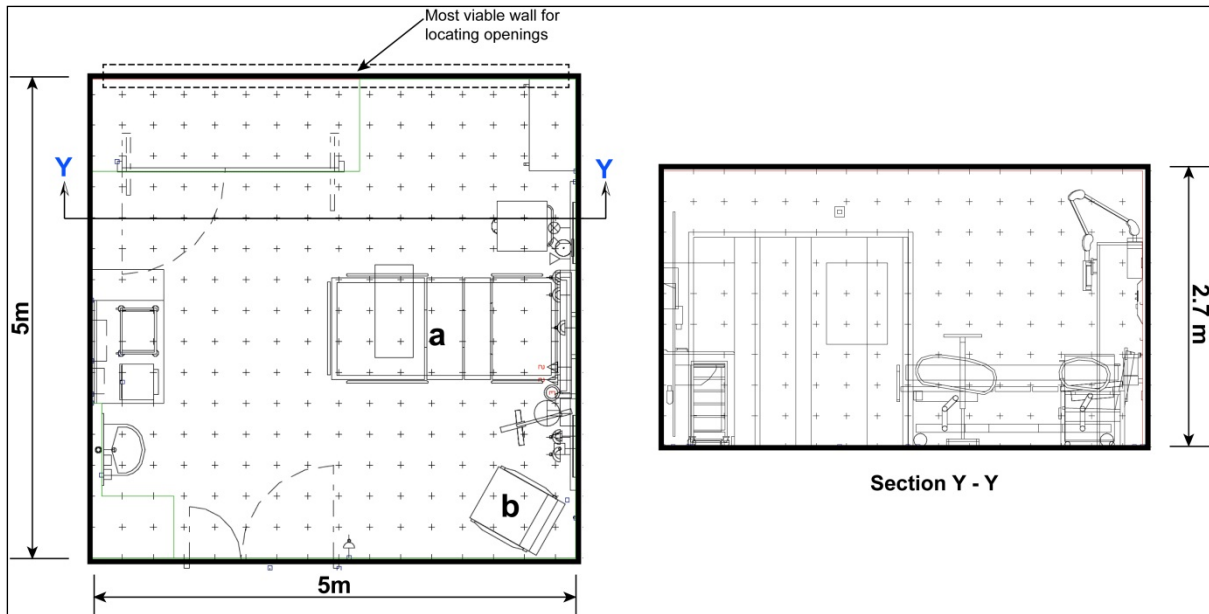 Most viable wall for
locating openings
Y
Y
5m
a
b
5m
2.7 m
Section Y - Y